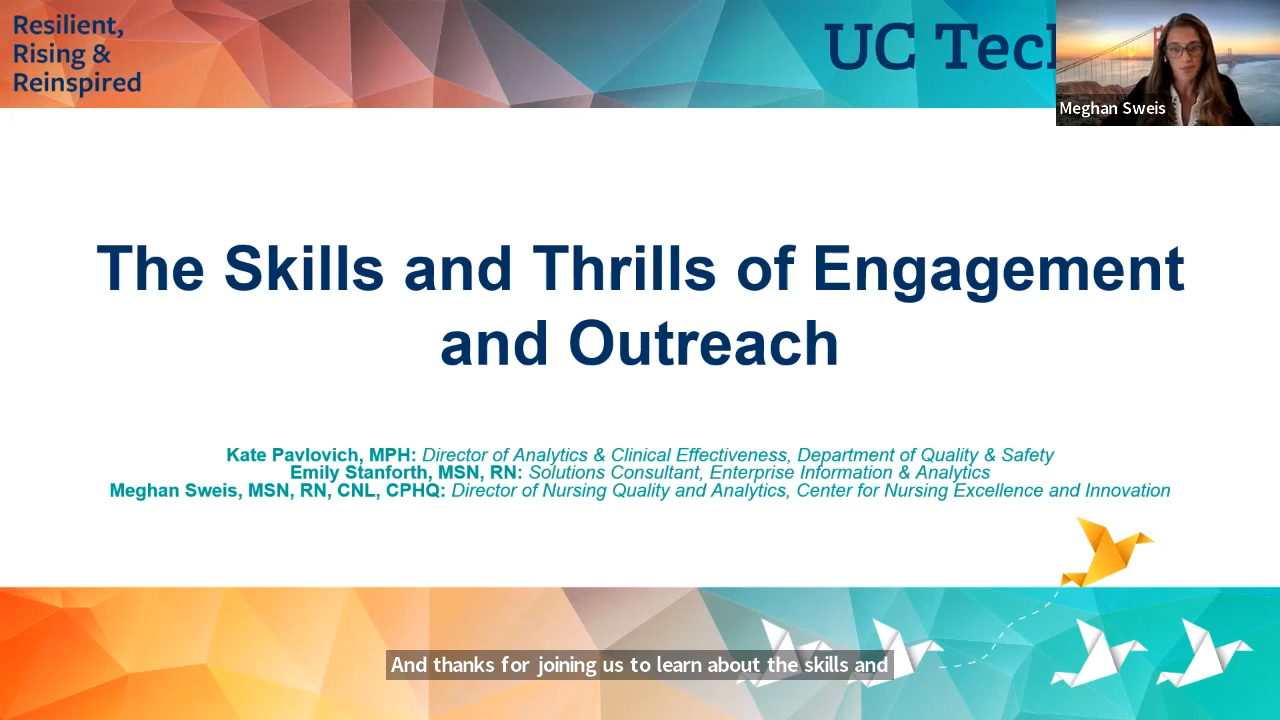 Resilient,
Rising &
Reinspired
UC Tec
Meghan Sweis
The Skills and Thrills of Engagement
and Outreach
Kate Pavlovich, MPH: Director of Analytics & Clinical Effectiveness, Department of Quality & Safety
Emily Stanforth, MSN, RN: Solutions Consultant, Enterprise Information & Analytics
Meghan Sweis, MSN, RN, CNL, CPHQ: Director of Nursing Quality and Analytics, Center for Nursing Excellence and Innovation
And thanks for joining us to learn about the skills and